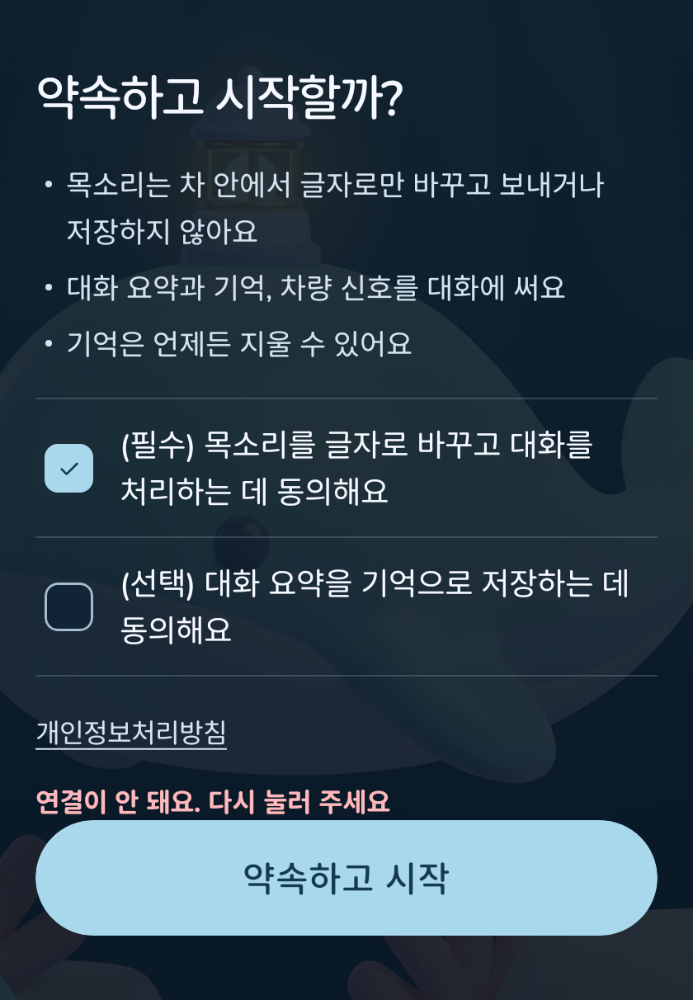 약속하고 시작할까?
• 목소리는 차 안에서 글자로만 바꾸고 보내거나
저장하지 않아요
• 대화 요약과 기억, 차량 신호를 대화에 써요
• 기억은 언제든 지울 수 있어요
(필수) 목소리를 글자로 바꾸고 대화를
처리하는 데 동의해요
(선택) 대화 요약을 기억으로 저장하는 데
동의해요
개인정보처리방침
연결이 안 돼요. 다시 눌러 주세요
약속하고 시작